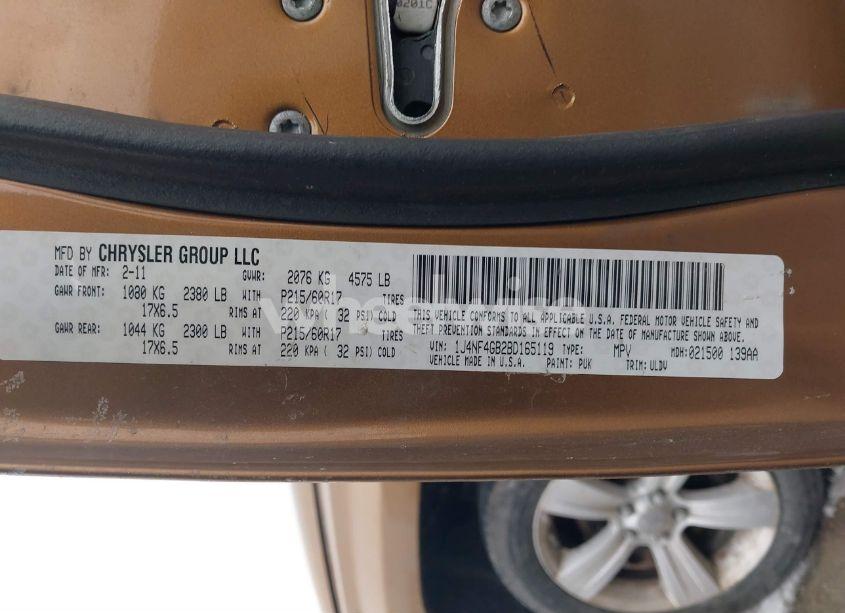 0201C
MFD BY CHRYSLER GROUP LLC
DATE OF MFR: 2-11 GVWR: 2076 KG 4575 LB
GAWR FRONT: 1080 KG 2380 LB WITH P215/60R17 TIRES
17X6.5 RIMS AT 220 KPA ( 32 PSI) COLD
GAWR REAR: 1044 KG 2300 LB WITH P215/60R17 TIRES
17X6.5 RIMS AT 220 KPA ( 32 PSI) COLD
THIS VEHICLE CONFORMS TO ALL APPLICABLE U.S.A. FEDERAL MOTOR VEHICLE SAFETY AND
THEFT PREVENTION STANDARDS IN EFFECT ON THE DATE OF MANUFACTURE SHOWN ABOVE.
VIN: 1J4NF4GB2BD165119 TYPE: MPV MDH: 021500 139AA
VEHICLE MADE IN U.S.A. PAINT: PUK TRIM: ULDV